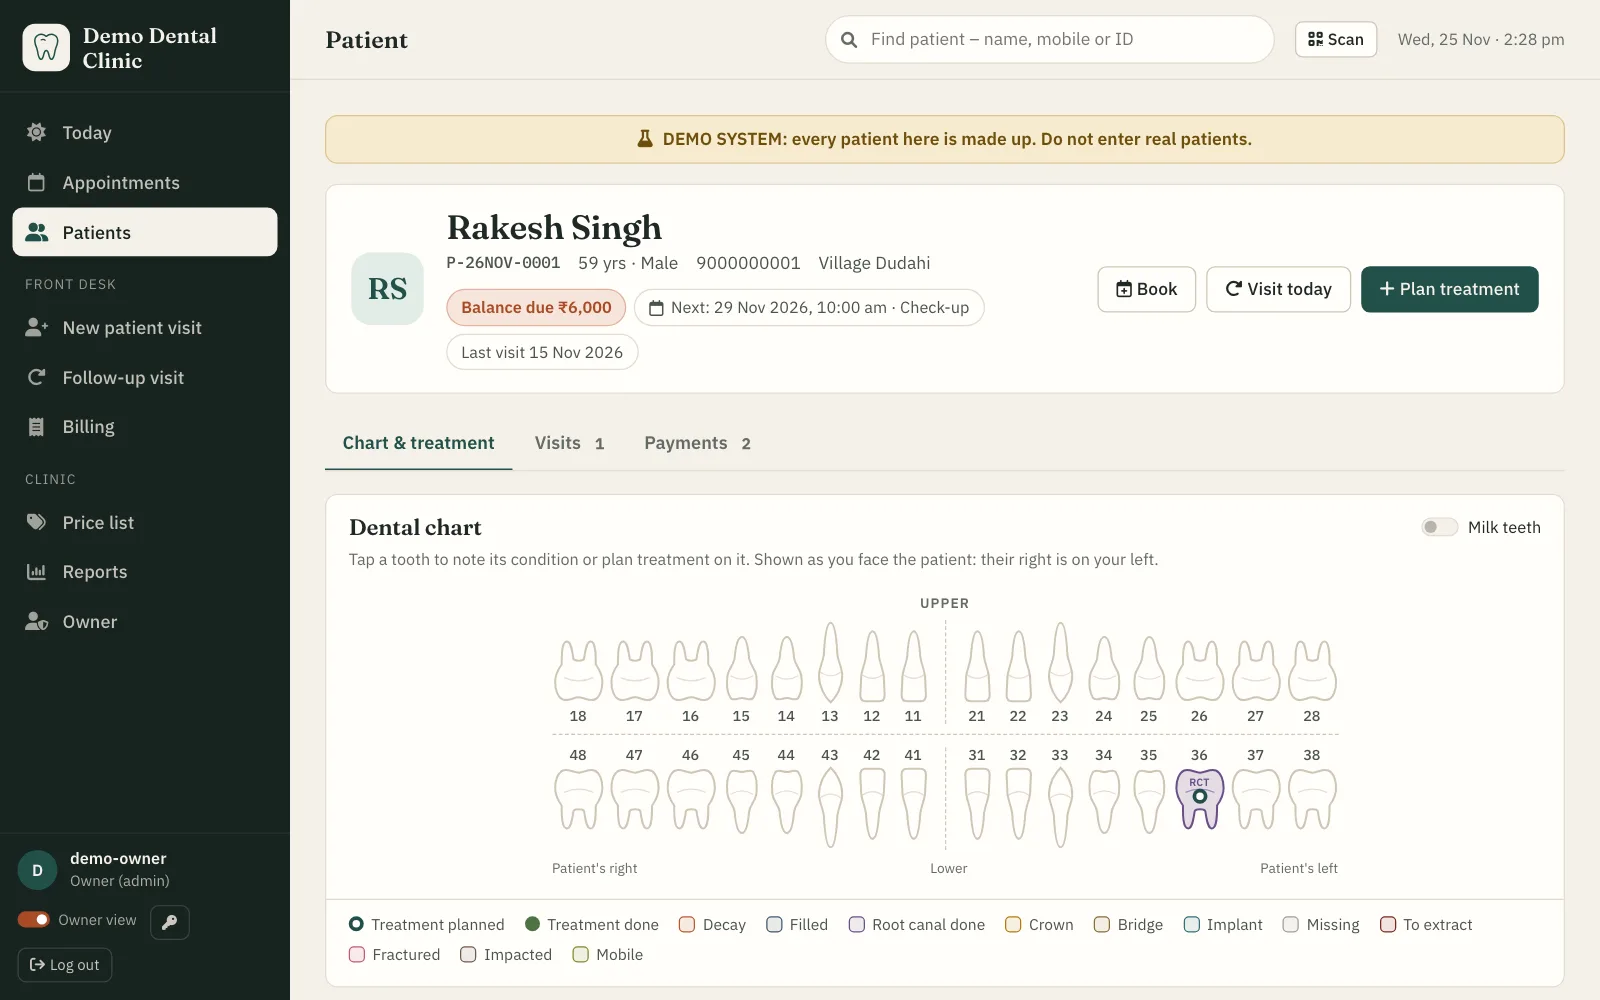 Demo Dental
Clinic
Today
Appointments
Patients
FRONT DESK
New patient visit
Follow-up visit
Billing
CLINIC
Price list
Reports
Owner
D
demo-owner
Owner (admin)
Owner view
Log out
Patient
Find patient – name, mobile or ID
Scan
Wed, 25 Nov · 2:28 pm
DEMO SYSTEM: every patient here is made up. Do not enter real patients.
RS
Rakesh Singh
P-26NOV-0001 59 yrs · Male 9000000001 Village Dudahi
Balance due ₹6,000 Next: 29 Nov 2026, 10:00 am · Check-up
Last visit 15 Nov 2026
Book Visit today + Plan treatment
Chart & treatment Visits 1 Payments 2
Dental chart
Milk teeth
Tap a tooth to note its condition or plan treatment on it. Shown as you face the patient: their right is on your left.
UPPER
18 17 16 15 14 13 12 11 21 22 23 24 25 26 27 28
48 47 46 45 44 43 42 41 31 32 33 34 35 36 37 38
RCT
Patient's right Lower Patient's left
Treatment planned Treatment done Decay Filled Root canal done Crown Bridge Implant Missing To extract
Fractured Impacted Mobile